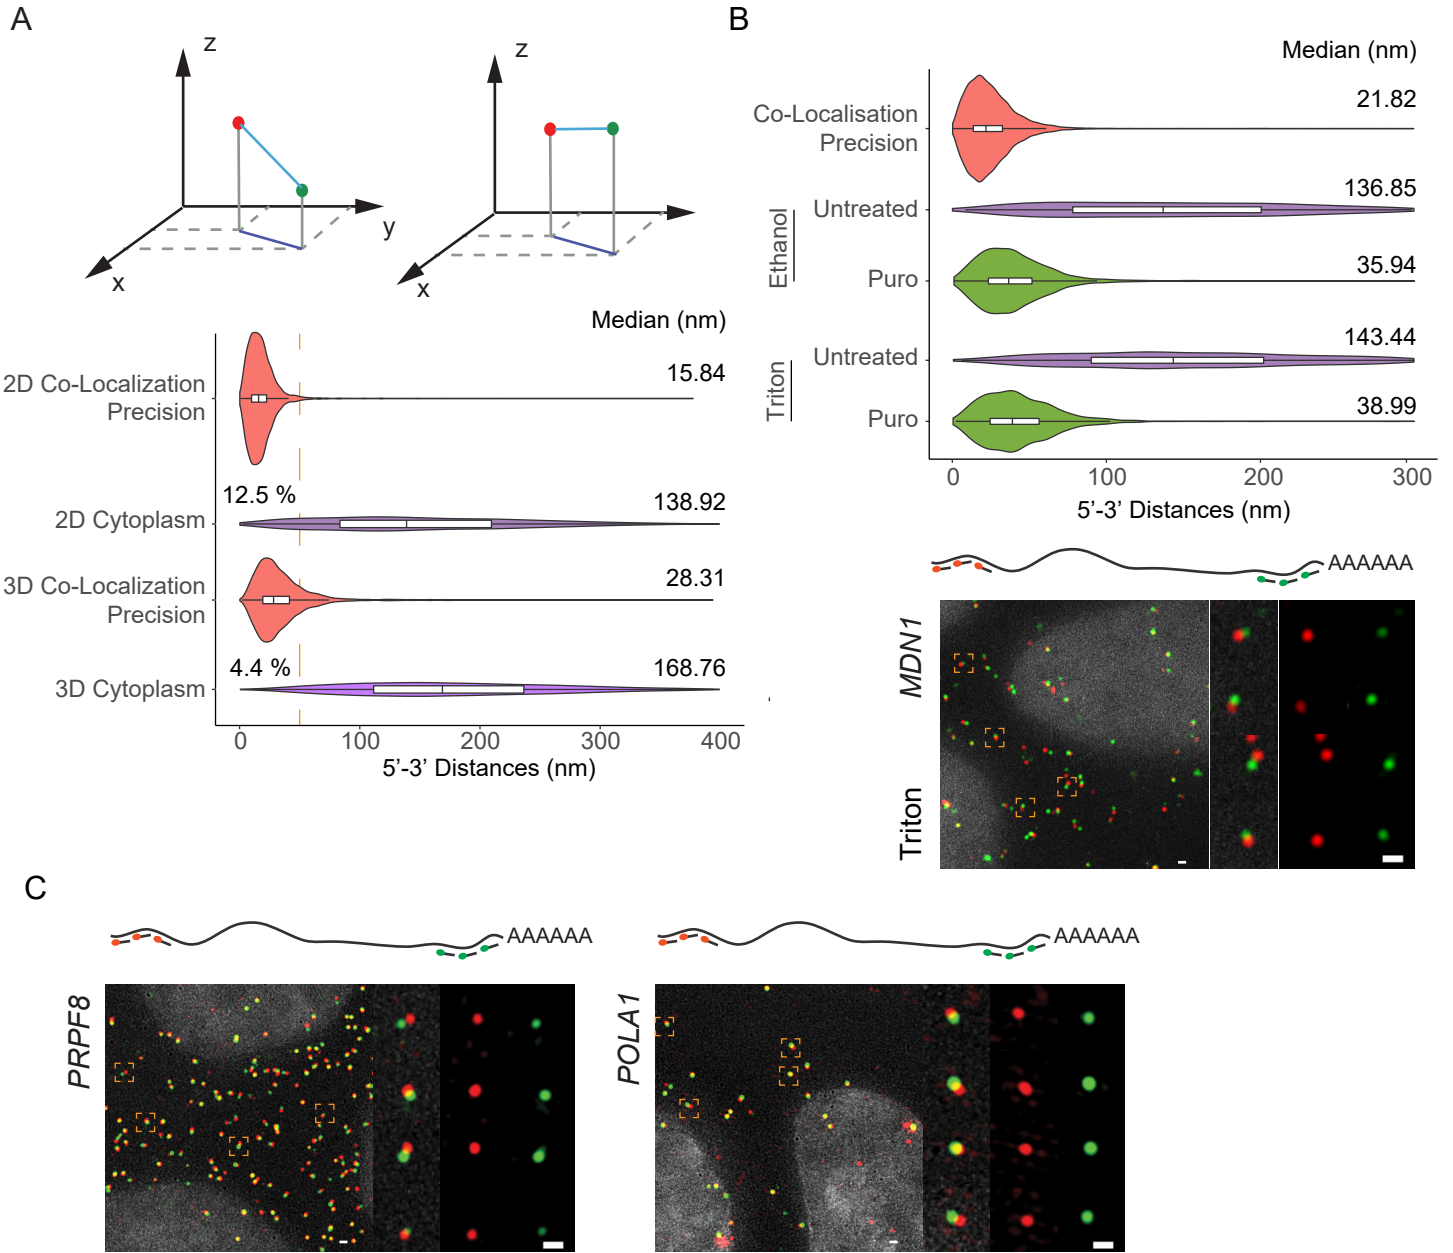 A
z
y
x
z
x
Median (nm)
2D Co-Localization
Precision
15.84
12.5 %
2D Cytoplasm
138.92
3D Co-Localization
Precision
28.31
4.4 %
3D Cytoplasm
168.76
0 100 200 300 400
5’-3’ Distances (nm)
B
Median (nm)
Co-Localisation
Precision
21.82
Ethanol
Untreated
136.85
Puro
35.94
Triton
Untreated
143.44
Puro
38.99
0 100 200 300
5’-3’ Distances (nm)
AAAAAA
MDN1
Triton
C
AAAAAA
PRPF8
AAAAAA
POLA1